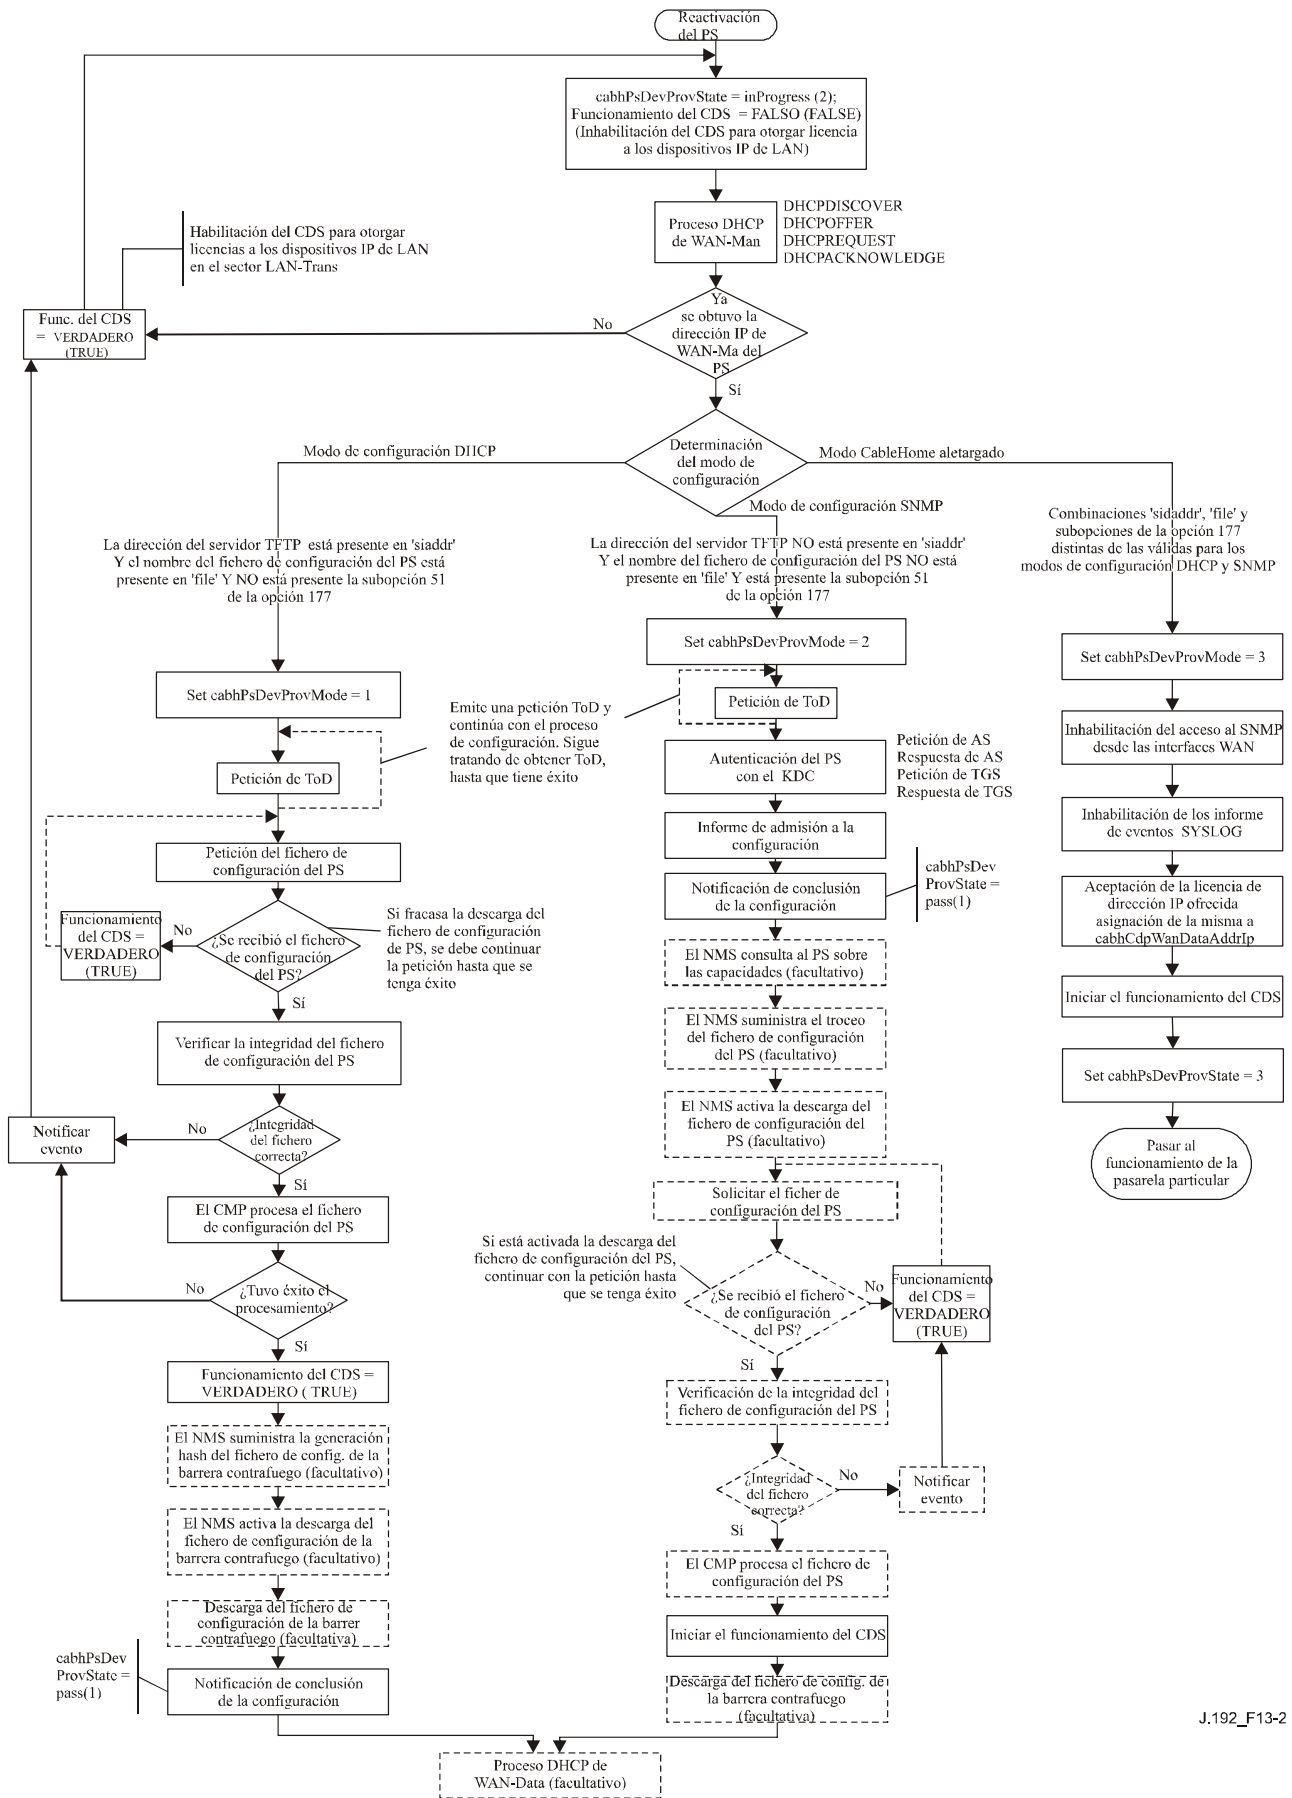 Reactivación
del PS
cabhPsDevProvState = inProgress (2);
Funcionamiento del CDS = FALSO (FALSE)
(Inhabilitación del CDS para otorgar licencia
a los dispositivos IP de LAN)
Proceso DHCP
de WAN-Man
DHCPDISCOVER
DHCPOFFER
DHCPREQUEST
DHCPACKNOWLEDGE
Habilitación del CDS para otorgar
licencias a los dispositivos IP de LAN
en el sector LAN-Trans
Func. del CDS
= VERDADERO
(TRUE)
No
Ya
se obtuvo la
dirección IP de
WAN-Ma del
PS
Sí
Modo de configuración DHCP
Determinación
del modo de
configuración
Modo CableHome aletargado
Modo de configuración SNMP
La dirección del servidor TFTP está presente en 'siaddr'
Y el nombre del fichero de configuración del PS está
presente en 'file' Y NO está presente la subopción 51
de la opción 177
La dirección del servidor TFTP NO está presente en 'siaddr'
Y el nombre del fichero de configuración del PS NO está
presente en 'file' Y está presente la subopción 51
de la opción 177
Combinaciones 'sidaddr', 'file' y
subopciones de la opción 177
distintas de las válidas para los
modos de configuración DHCP y SNMP
Set cabhPsDevProvMode = 1
Petición de ToD
Emite una petición ToD y
continúa con el proceso
de configuración. Sigue
tratando de obtener ToD,
hasta que tiene éxito
Petición del fichero de
configuración del PS
Funcionamiento
del CDS =
VERDADERO
(TRUE)
No
¿Se recibió el fichero
de configuración
del PS?
Si fracasa la descarga del
fichero de configuración
de PS, se debe continuar
la petición hasta que se
tenga éxito
Sí
Verificar la integridad del fichero
de configuración del PS
Notificar
evento
No
¿Integridad
del fichero
correcta?
Sí
El CMP procesa el fichero
de configuración del PS
No
¿Tuvo éxito el
procesamiento?
Sí
Funcionamiento del CDS =
VERDADERO ( TRUE)
El NMS suministra la generación
hash del fichero de config. de la
barrera contrafuego (facultativo)
El NMS activa la descarga del
fichero de configuración de la
barrera contrafuego (facultativo)
Descarga del fichero de
configuración de la barrer
contrafuego (facultativa)
cabhPsDev
ProvState =
pass(1)
Notificación de conclusión
de la configuración
Set cabhPsDevProvMode = 2
Petición de ToD
Autenticación del PS
con el KDC
Petición de AS
Respuesta de AS
Petición de TGS
Respuesta de TGS
Informe de admisión a la
configuración
Notificación de conclusión
de la configuración
cabhPsDev
ProvState =
pass(1)
El NMS consulta al PS sobre
las capacidades (facultativo)
El NMS suministra el troceo
del fichero de configuración
del PS (facultativo)
El NMS activa la descarga del
fichero de configuración del
PS (facultativo)
Solicitar el ficher de
configuración del PS
Si está activada la descarga del
fichero de configuración del PS,
continuar con la petición hasta
que se tenga éxito
¿Se recibió el fichero
de configuración
del PS?
No
Funcionamiento
del CDS =
VERDADERO
(TRUE)
Sí
Verificación de la integridad del
fichero de configuración del PS
¿Integridad
del fichero
correcta?
No
Notificar
evento
Sí
El CMP procesa el fichero de
configuración del PS
Iniciar el funcionamiento del CDS
Descarga del fichero de config. de
la barrera contrafuego
(facultativa)
Set cabhPsDevProvMode = 3
Inhabilitación del acceso al SNMP
desde las interfaces WAN
Inhabilitación de los informe
de eventos SYSLOG
Aceptación de la licencia de
dirección IP ofrecida
asignación de la misma a
cabhCdpWanDataAddrIp
Iniciar el funcionamiento del CDS
Set cabhPsDevProvState = 3
Pasar al
funcionamiento de la
pasarela particular
Proceso DHCP de
WAN-Data (facultativo)
J.192_F13-2